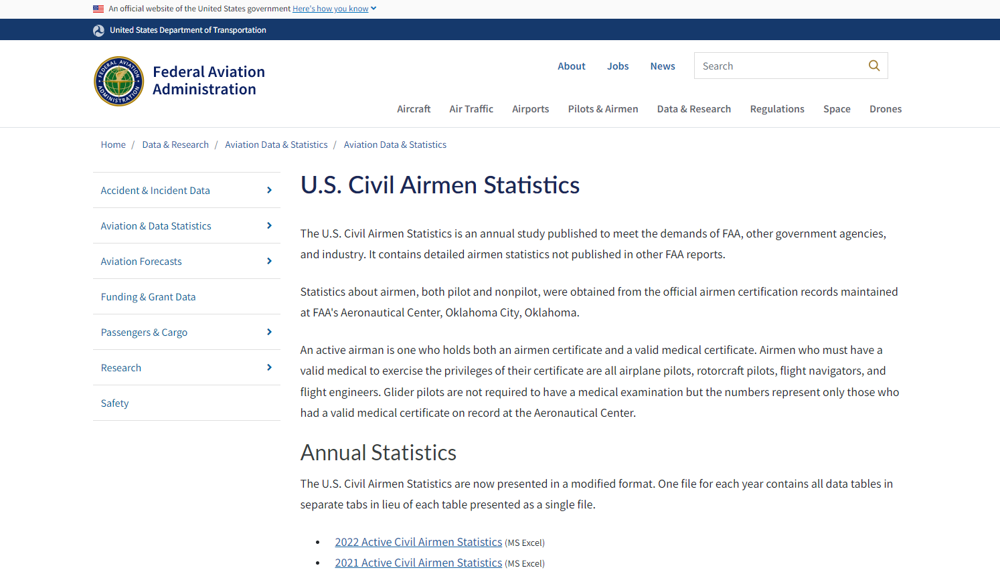 An official website of the United States government Here's how you know
United States Department of Transportation
FEDERAL AVIATION ADMINISTRATION
Federal Aviation
Administration
About Jobs News Search
Aircraft Air Traffic Airports Pilots & Airmen Data & Research Regulations Space Drones
Home / Data & Research / Aviation Data & Statistics / Aviation Data & Statistics
Accident & Incident Data
Aviation & Data Statistics
Aviation Forecasts
Funding & Grant Data
Passengers & Cargo
Research
Safety
U.S. Civil Airmen Statistics
The U.S. Civil Airmen Statistics is an annual study published to meet the demands of FAA, other government agencies,
and industry. It contains detailed airmen statistics not published in other FAA reports.
Statistics about airmen, both pilot and nonpilot, were obtained from the official airmen certification records maintained
at FAA's Aeronautical Center, Oklahoma City, Oklahoma.
An active airman is one who holds both an airmen certificate and a valid medical certificate. Airmen who must have a
valid medical to exercise the privileges of their certificate are all airplane pilots, rotorcraft pilots, flight navigators, and
flight engineers. Glider pilots are not required to have a medical examination but the numbers represent only those who
had a valid medical certificate on record at the Aeronautical Center.
Annual Statistics
The U.S. Civil Airmen Statistics are now presented in a modified format. One file for each year contains all data tables in
separate tabs in lieu of each table presented as a single file.
• 2022 Active Civil Airmen Statistics (MS Excel)
• 2021 Active Civil Airmen Statistics (MS Excel)